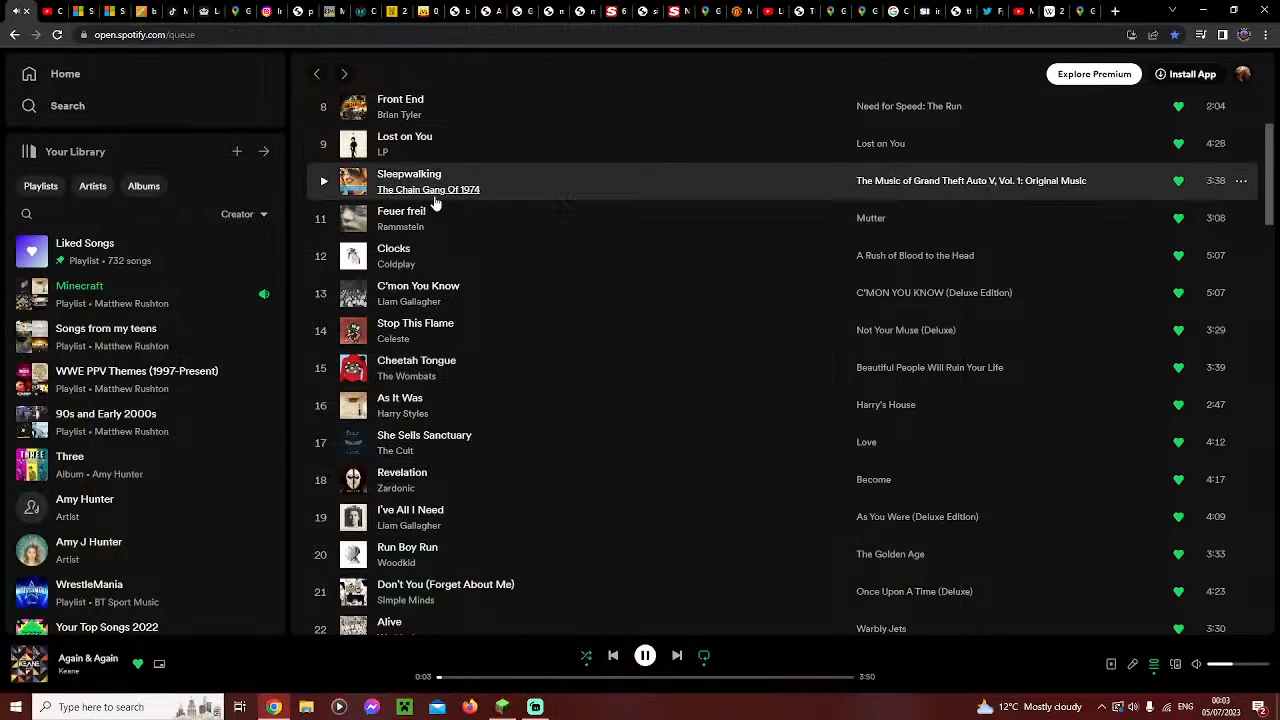 open.spotify.com/queue
Home
Search
Your Library
Playlists Artists Albums
Creator
Liked Songs
Playlist • 732 songs
Minecraft
Playlist • Matthew Rushton
Songs from my teens
Playlist • Matthew Rushton
WWE PPV Themes (1997-Present)
Playlist • Matthew Rushton
90s and Early 2000s
Playlist • Matthew Rushton
Three
Album • Amy Hunter
Amy Hunter
Artist
Amy J Hunter
Artist
WrestleMania
Playlist • BT Sport Music
Your Top Songs 2022
Explore Premium
Install App
8 Front End Need for Speed: The Run 2:04
Brian Tyler
9 Lost on You Lost on You 4:28
LP
Sleepwalking The Music of Grand Theft Auto V, Vol. 1: Original Music
The Chain Gang Of 1974
11 Feuer frei! Mutter 3:08
Rammstein
12 Clocks A Rush of Blood to the Head 5:07
Coldplay
13 C'mon You Know C'MON YOU KNOW (Deluxe Edition) 5:07
Liam Gallagher
14 Stop This Flame Not Your Muse (Deluxe) 3:29
Celeste
15 Cheetah Tongue Beautiful People Will Ruin Your Life 3:39
The Wombats
16 As It Was Harry's House 2:47
Harry Styles
17 She Sells Sanctuary Love 4:12
The Cult
18 Revelation Become 4:17
Zardonic
19 I've All I Need As You Were (Deluxe Edition) 4:09
Liam Gallagher
20 Run Boy Run The Golden Age 3:33
Woodkid
21 Don't You (Forget About Me) Once Upon A Time (Deluxe) 4:23
Simple Minds
22 Alive Warbly Jets 3:30
Again & Again
Keane
0:03 3:50
Type here to search
12°C Mostly cloudy
00:03
05/07/2023